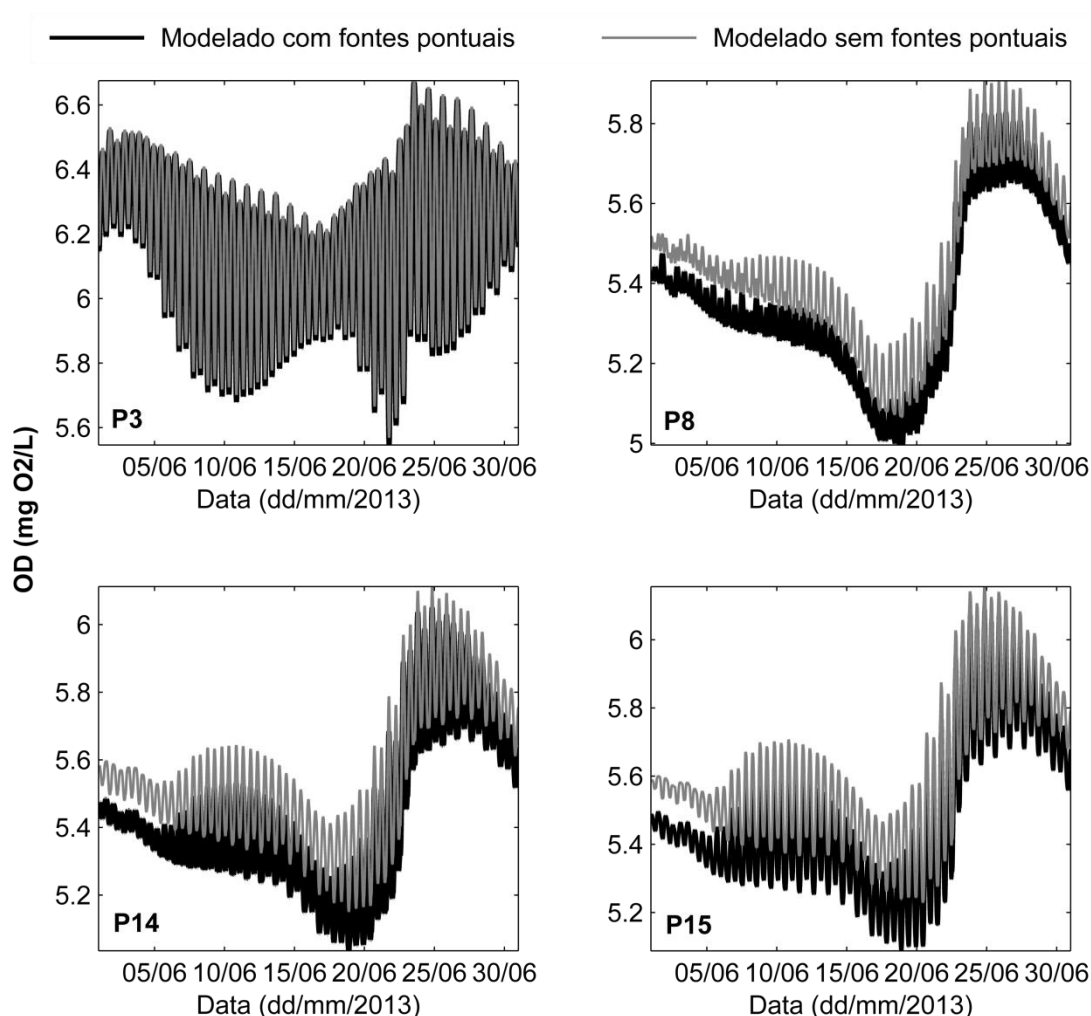 Modelado com fontes pontuais
Modelado sem fontes pontuais
OD (mg O2/L)
6.6
6.4
6.2
6
5.8
5.6
P3
05/06 10/06 15/06 20/06 25/06 30/06
Data (dd/mm/2013)
5.8
5.6
5.4
5.2
5
P8
05/06 10/06 15/06 20/06 25/06 30/06
Data (dd/mm/2013)
6
5.8
5.6
5.4
5.2
P14
05/06 10/06 15/06 20/06 25/06 30/06
Data (dd/mm/2013)
6
5.8
5.6
5.4
5.2
P15
05/06 10/06 15/06 20/06 25/06 30/06
Data (dd/mm/2013)